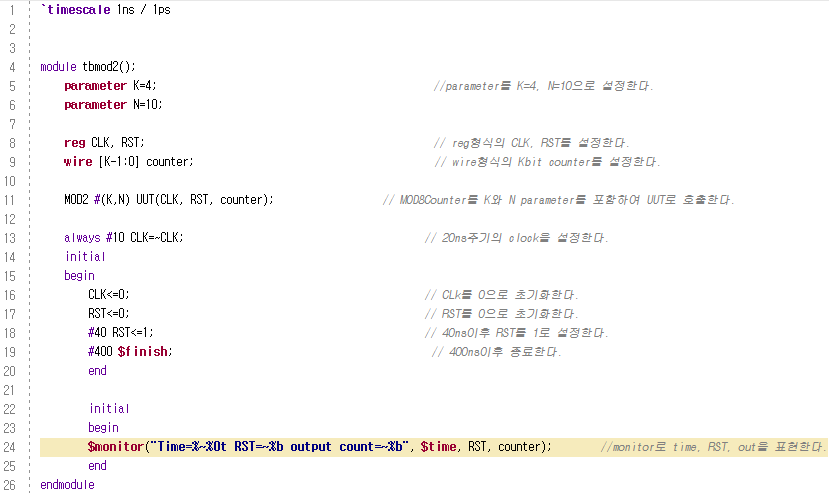 1 `timescale 1ns / 1ps
2
3
4 module tbmod2();
5 parameter K=4; //parameter를 K=4, N=10으로 설정한다.
6 parameter N=10;
7
8 reg CLK, RST; // reg형식의 CLK, RST를 설정한다.
9 wire [K-1:0] counter; // wire형식의 Kbit counter를 설정한다.
10
11 MOD2 #(K,N) UUT(CLK, RST, counter); // MOD8Counter를 K와 N parameter를 포함하여 UUT로 호출한다.
12
13 always #10 CLK=~CLK; // 20ns주기의 clock을 설정한다.
14 initial
15 begin
16 CLK<=0; // CLk를 0으로 초기화한다.
17 RST<=0; // RST를 0으로 초기화한다.
18 #40 RST<=1; // 40ns이후 RST를 1로 설정한다.
19 #400 $finish; // 400ns이후 종료한다.
20 end
21
22 initial
23 begin
24 $monitor("Time=%~%0t RST=~%b output count=~%b", $time, RST, counter); //monitor로 time, RST, out을 표현한다.
25 end
26 endmodule